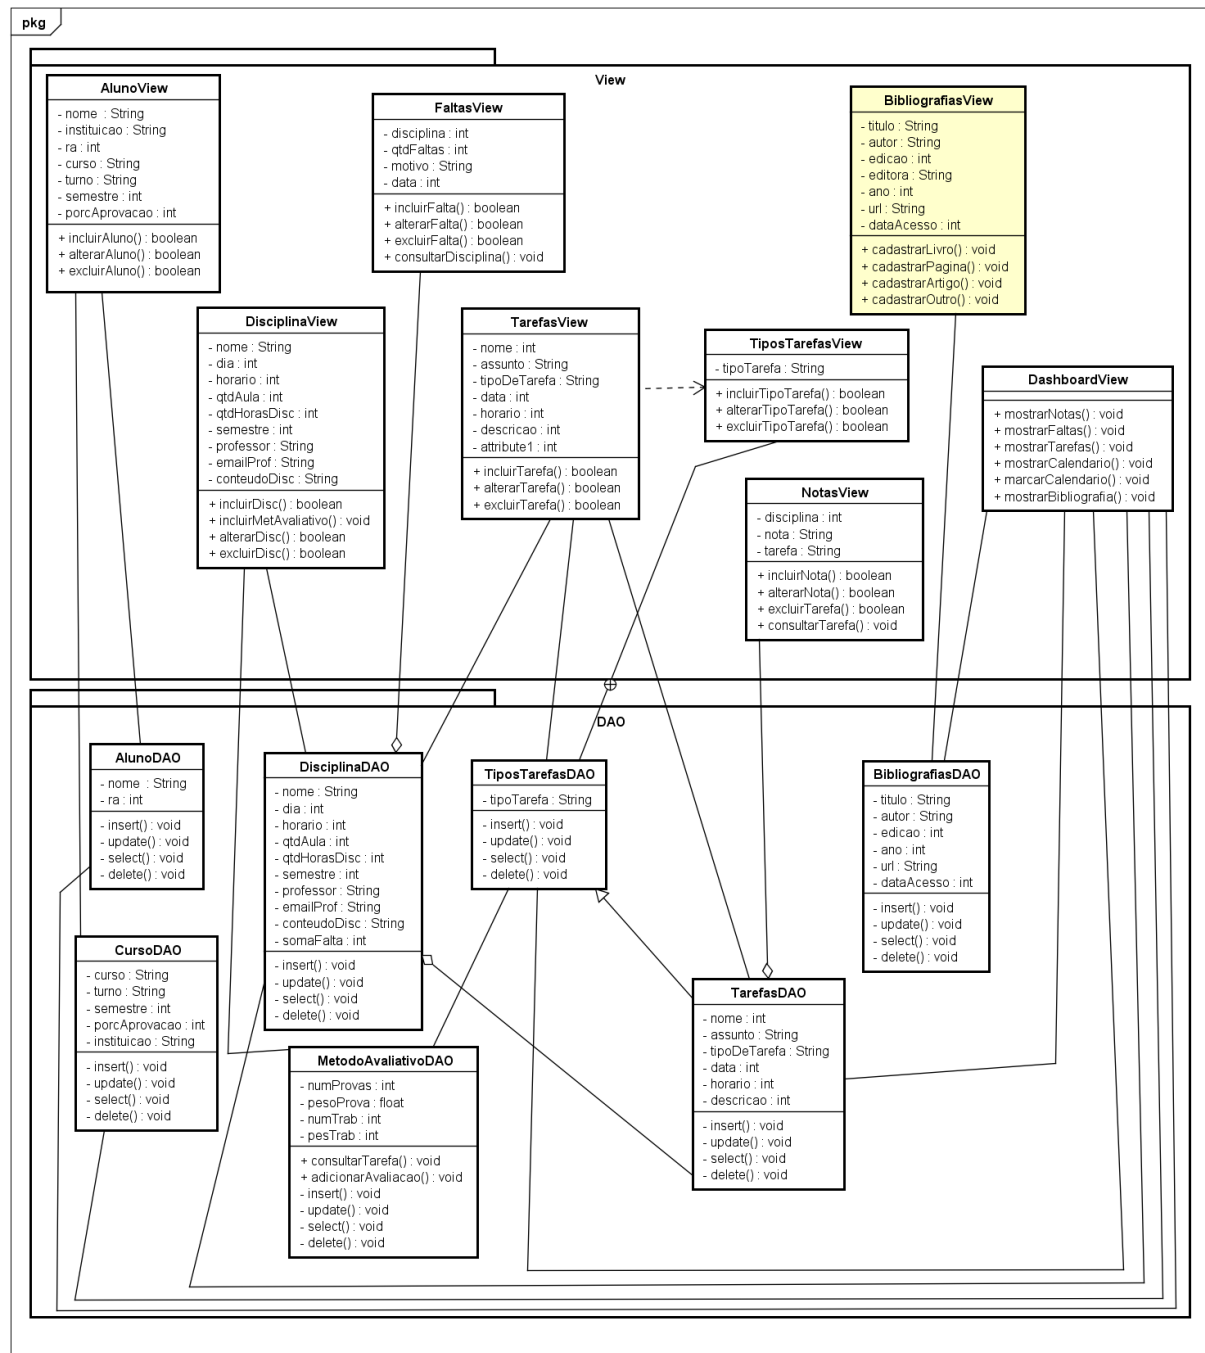 pkg
View
AlunoView
- nome : String
- instituicao : String
- ra : int
- curso : String
- turno : String
- semestre : int
- porcAprovacao : int
+ incluirAluno() : boolean
+ alterarAluno() : boolean
+ excluirAluno() : boolean
FaltasView
- disciplina : int
- qtdFaltas : int
- motivo : String
- data : int
+ incluirFalta() : boolean
+ alterarFalta() : boolean
+ excluirFalta() : boolean
+ consultarDisciplina() : void
BibliografiasView
- titulo : String
- autor : String
- edicao : int
- editora : String
- ano : int
- url : String
- dataAcesso : int
+ cadastrarLivro() : void
+ cadastrarPagina() : void
+ cadastrarArtigo() : void
+ cadastrarOutro() : void
DisciplinaView
- nome : String
- dia : int
- horario : int
- qtdAula : int
- qtdHorasDisc : int
- semestre : int
- professor : String
- emailProf : String
- conteudoDisc : String
+ incluirDisc() : boolean
+ incluirMetAvaliativo() : void
+ alterarDisc() : boolean
+ excluirDisc() : boolean
TarefasView
- nome : int
- assunto : String
- tipoDeTarefa : String
- data : int
- horario : int
- descricao : int
- attribute1 : int
+ incluirTarefa() : boolean
+ alterarTarefa() : boolean
+ excluirTarefa() : boolean
TiposTarefasView
- tipoTarefa : String
+ incluirTipoTarefa() : boolean
+ alterarTipoTarefa() : boolean
+ excluirTipoTarefa() : boolean
DashboardView
+ mostrarNotas() : void
+ mostrarFaltas() : void
+ mostrarTarefas() : void
+ mostrarCalendario() : void
+ marcarCalendario() : void
+ mostrarBibliografia() : void
NotasView
- disciplina : int
- nota : String
- tarefa : String
+ incluirNota() : boolean
+ alterarNota() : boolean
+ excluirTarefa() : boolean
+ consultarTarefa() : void
DAO
AlunoDAO
- nome : String
- ra : int
- insert() : void
- update() : void
- select() : void
- delete() : void
DisciplinaDAO
- nome : String
- dia : int
- horario : int
- qtdAula : int
- qtdHorasDisc : int
- semestre : int
- professor : String
- emailProf : String
- conteudoDisc : String
- somaFalta : int
- insert() : void
- update() : void
- select() : void
- delete() : void
TiposTarefasDAO
- tipoTarefa : String
- insert() : void
- update() : void
- select() : void
- delete() : void
BibliografiasDAO
- titulo : String
- autor : String
- edicao : int
- ano : int
- url : String
- dataAcesso : int
- insert() : void
- update() : void
- select() : void
- delete() : void
CursoDAO
- curso : String
- turno : String
- semestre : int
- porcAprovacao : int
- instituicao : String
- insert() : void
- update() : void
- select() : void
- delete() : void
TarefasDAO
- nome : int
- assunto : String
- tipoDeTarefa : String
- data : int
- horario : int
- descricao : int
- insert() : void
- update() : void
- select() : void
- delete() : void
MetodoAvaliativoDAO
- numProvas : int
- pesoProva : float
- numTrab : int
- pesTrab : int
+ consultarTarefa() : void
+ adicionarAvaliacao() : void
- insert() : void
- update() : void
- select() : void
- delete() : void